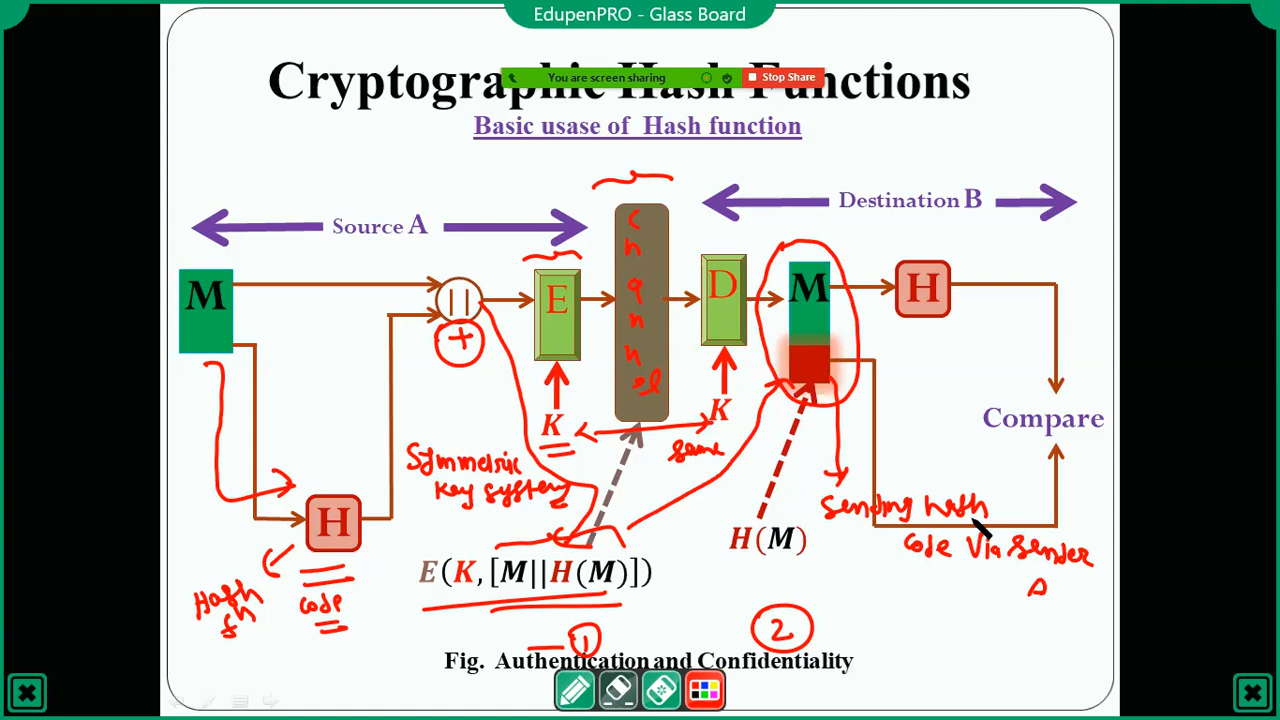 EdupenPRO - Glass Board
You are screen sharing
Stop Share
Cryptographic Hash Functions
Basic usase of Hash function
Source A
Destination B
M
||
+
E
C
h
a
n
n
el
D
M
H
K
K
same
Compare
Symmetric
Key system
H
Hash
fn
code
E(K, [M||H(M)])
H(M)
Sending hash
code via sender
A
1
2
Fig. Authentication and Confidentiality